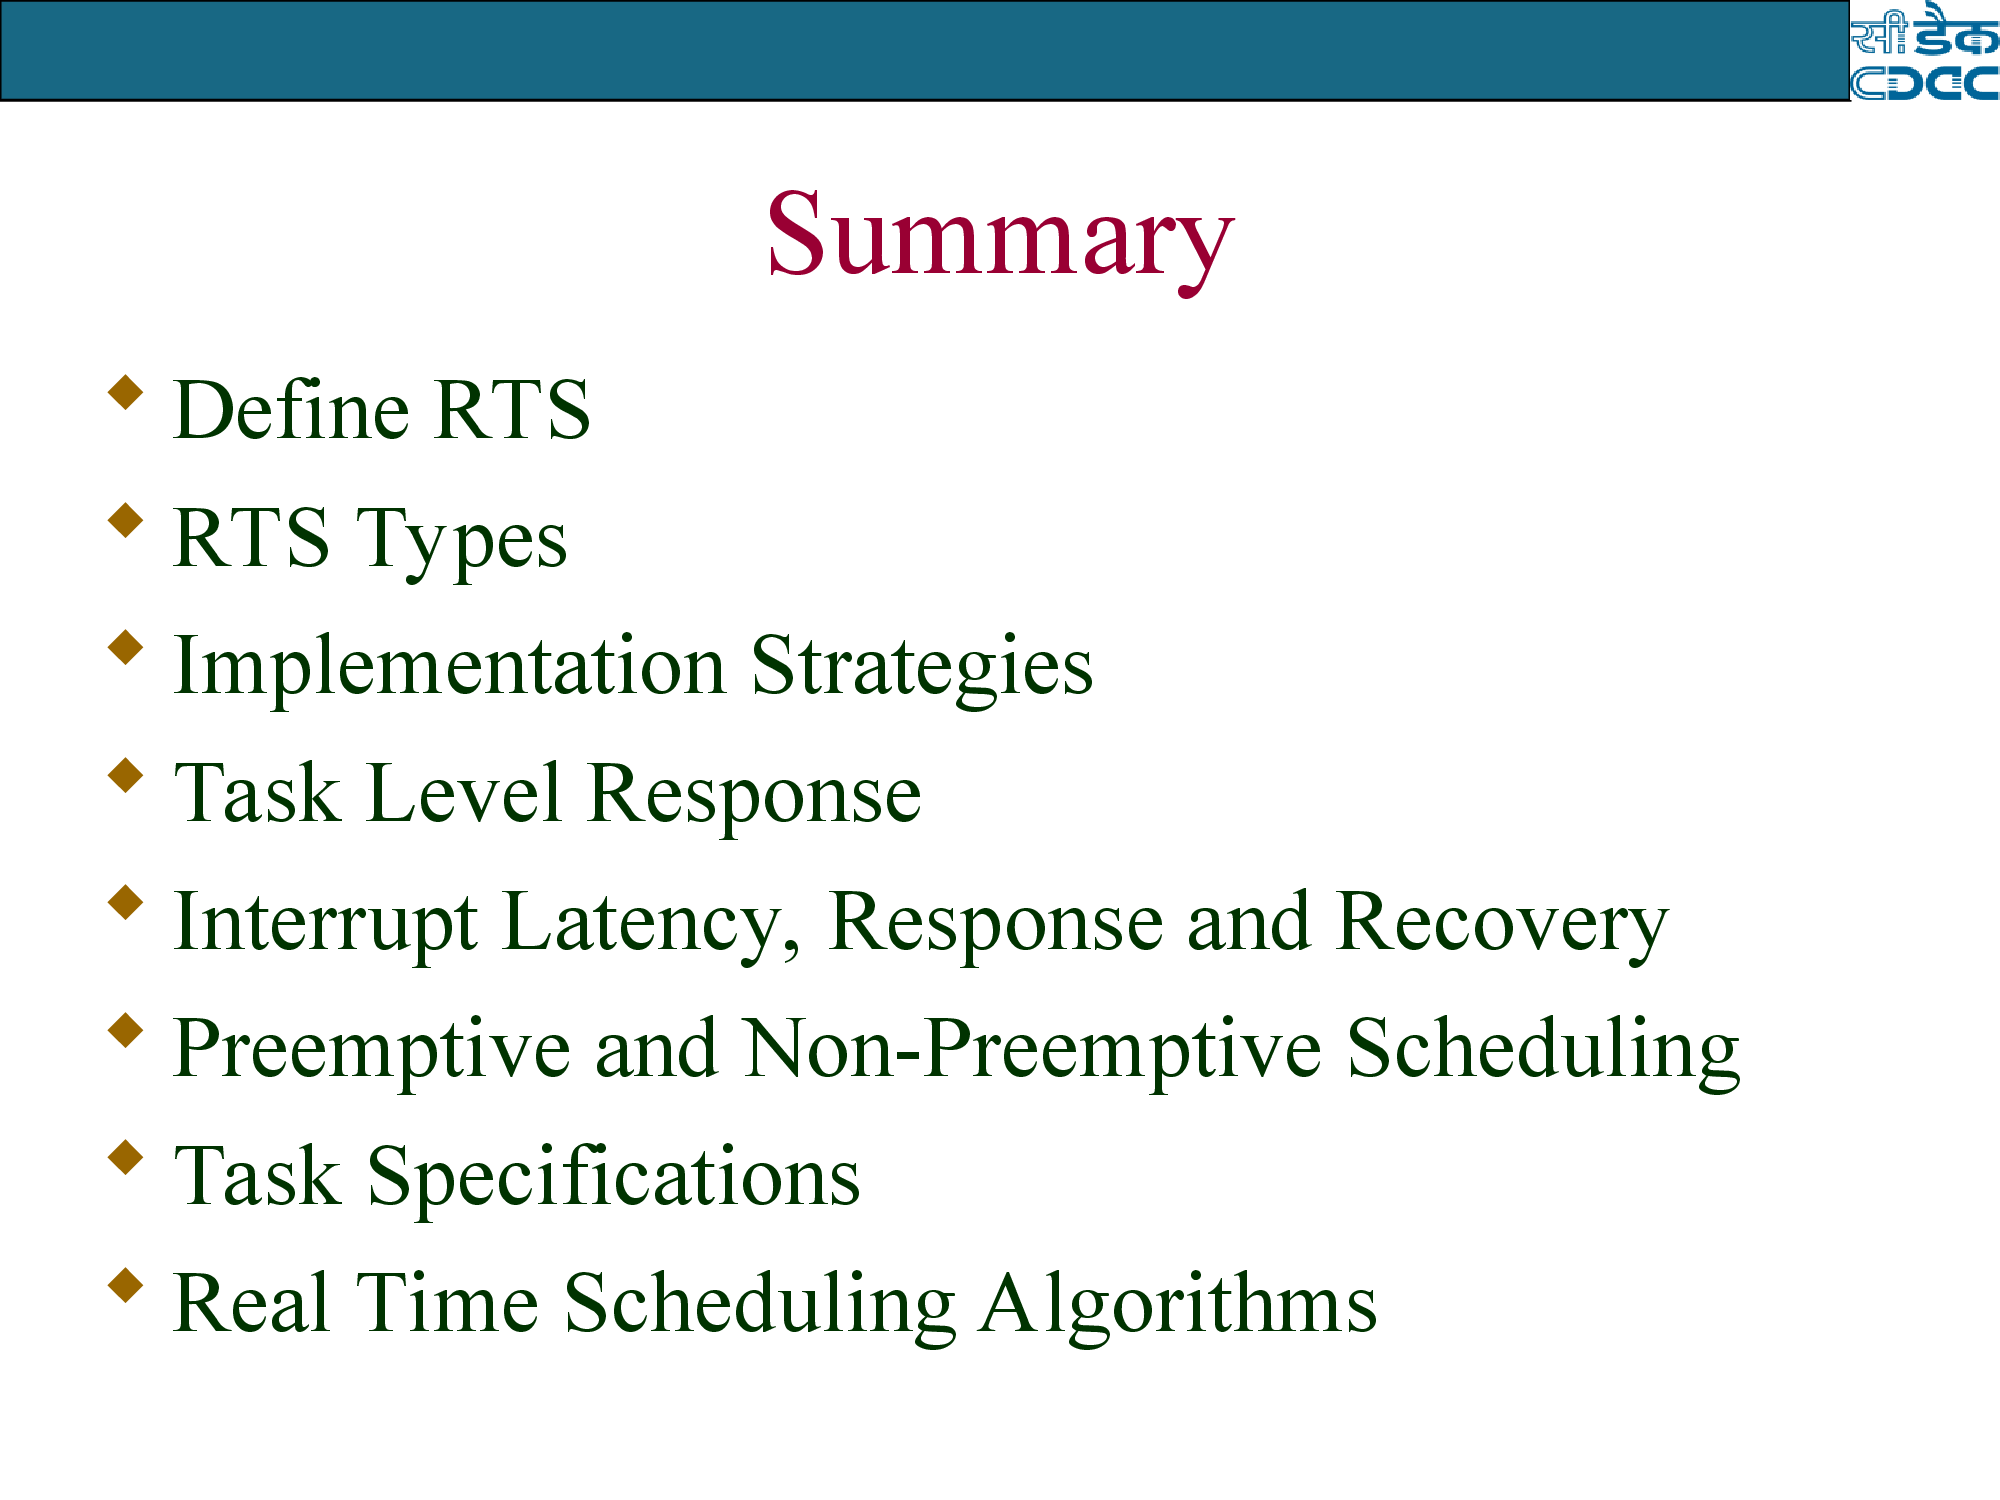 सी डैक
CDAC
Summary
Define RTS
RTS Types
Implementation Strategies
Task Level Response
Interrupt Latency, Response and Recovery
Preemptive and Non-Preemptive Scheduling
Task Specifications
Real Time Scheduling Algorithms